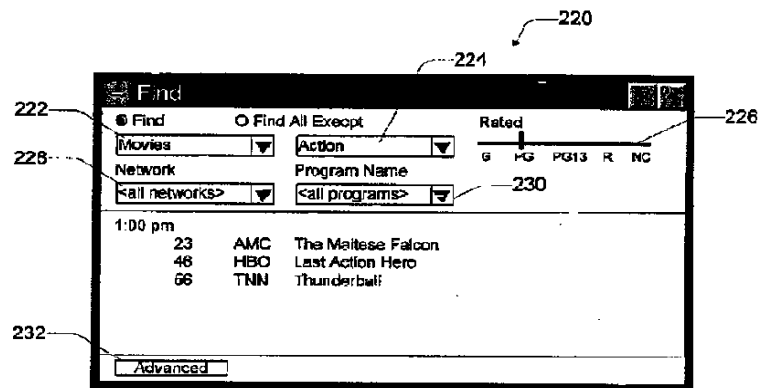 220
224
Find
222
Find
Find All Except
Rated
226
Movies
Action
G PG PG13 R NC
228
Network
Program Name
230
<all networks>
<all programs>
1:00 pm
23 AMC The Maltese Falcon
46 HBO Last Action Hero
56 TNN Thunderball
232
Advanced